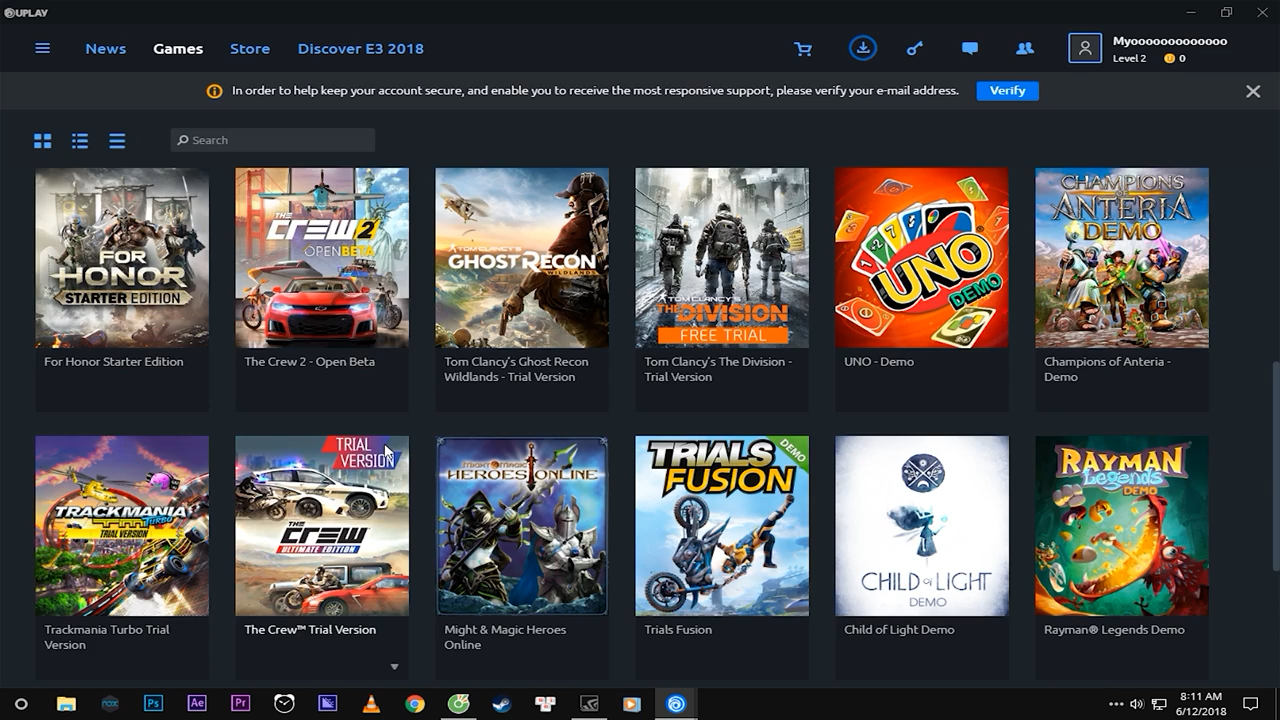 UPLAY
News Games Store Discover E3 2018
Myooooooooooooo
Level 2 0
In order to help keep your account secure, and enable you to receive the most responsive support, please verify your e-mail address. Verify
Search
FOR
HONOR
STARTER EDITION
THE
CREW 2
OPEN BETA
TOM CLANCY'S
GHOST RECON
WILDLANDS
TOM CLANCY'S
THE DIVISION
FREE TRIAL
UNO
DEMO
CHAMPIONS
OF
ANTERIA
DEMO
For Honor Starter Edition
The Crew 2 - Open Beta
Tom Clancy's Ghost Recon
Wildlands - Trial Version
Tom Clancy's The Division -
Trial Version
UNO - Demo
Champions of Anteria -
Demo
TRACKMANIA
TM TURBO
TRIAL VERSION
TRIAL
VERSION
THE
CREW
ULTIMATE EDITION
MIGHT & MAGIC
HEROES ONLINE
TRIALS
FUSION
DEMO
CHILD of LIGHT
DEMO
RAYMAN
Legends
DEMO
Trackmania Turbo Trial
Version
The Crew™ Trial Version
Might & Magic Heroes
Online
Trials Fusion
Child of Light Demo
Rayman® Legends Demo
nox
Ps
Ae
Pr
8:11 AM
6/12/2018